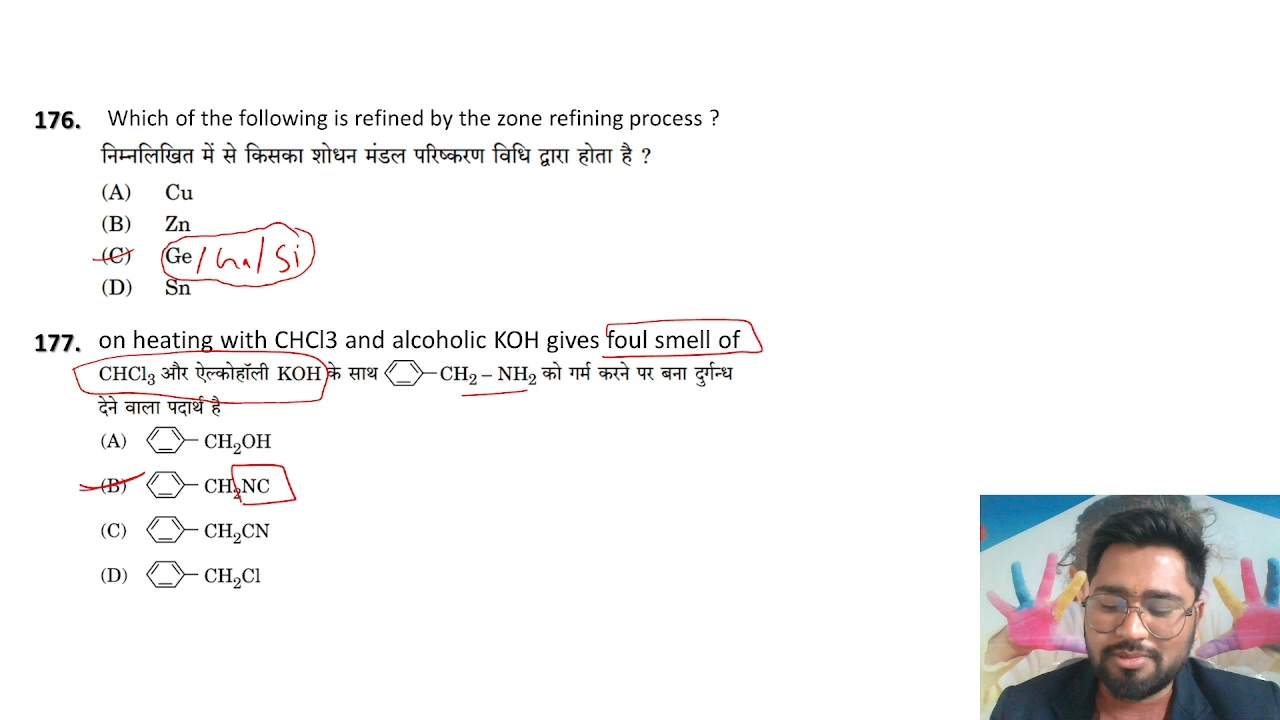 176. Which of the following is refined by the zone refining process ?
निम्नलिखित में से किसका शोधन मंडल परिष्करण विधि द्वारा होता है ?
(A) Cu
(B) Zn
(C) Ge / Ga / Si
(D) Sn
177. on heating with CHCl3 and alcoholic KOH gives foul smell of
CHCl₃ और ऐल्कोहॉली KOH के साथ CH₂ – NH₂ को गर्म करने पर बना दुर्गन्ध
देने वाला पदार्थ है
(A) CH₂OH
(B) CH₂NC
(C) CH₂CN
(D) CH₂Cl